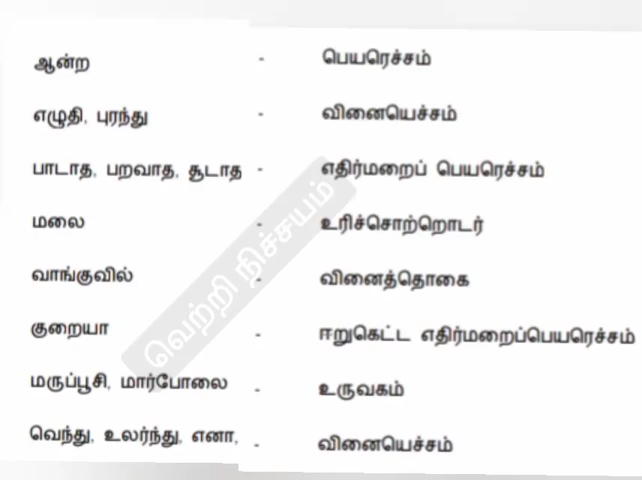 ஆன்ற - பெயரெச்சம்
எழுதி, புரந்து - வினையெச்சம்
பாடாத, பறவாத, சூடாத - எதிர்மறைப் பெயரெச்சம்
மலை - உரிச்சொற்றொடர்
வாங்குவில் - வினைத்தொகை
குறையா - ஈறுகெட்ட எதிர்மறைப்பெயரெச்சம்
மருப்பூசி, மார்போலை - உருவகம்
வெந்து, உலர்ந்து, எனா, - வினையெச்சம்
வெற்றி நிச்சயம்